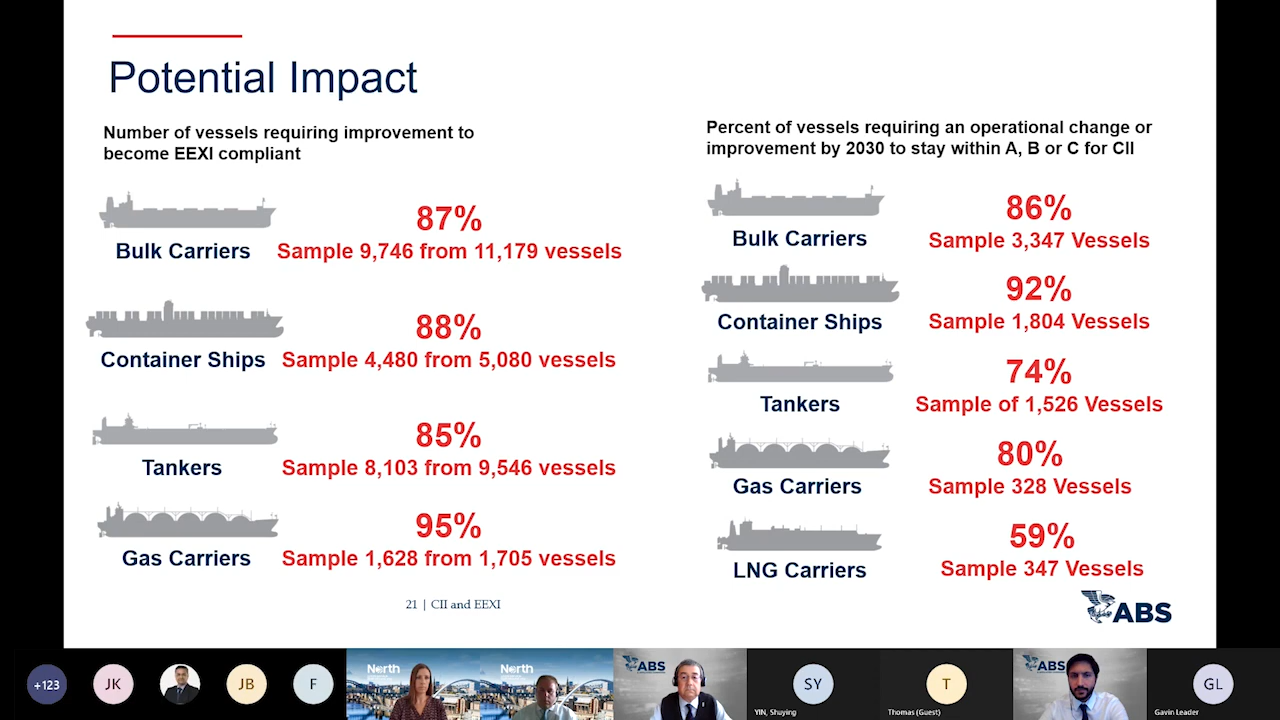 Potential Impact
Number of vessels requiring improvement to
become EEXI compliant
87%
Bulk Carriers
Sample 9,746 from 11,179 vessels
88%
Container Ships
Sample 4,480 from 5,080 vessels
85%
Tankers
Sample 8,103 from 9,546 vessels
95%
Gas Carriers
Sample 1,628 from 1,705 vessels
Percent of vessels requiring an operational change or
improvement by 2030 to stay within A, B or C for CII
86%
Bulk Carriers
Sample 3,347 Vessels
92%
Container Ships
Sample 1,804 Vessels
74%
Tankers
Sample of 1,526 Vessels
80%
Gas Carriers
Sample 328 Vessels
59%
LNG Carriers
Sample 347 Vessels
21 | CII and EEXI
ABS
+123
JK
JB
F
North
North
ABS
SY
YIN, Shuying
T
Thomas (Guest)
ABS
GL
Gavin Leader